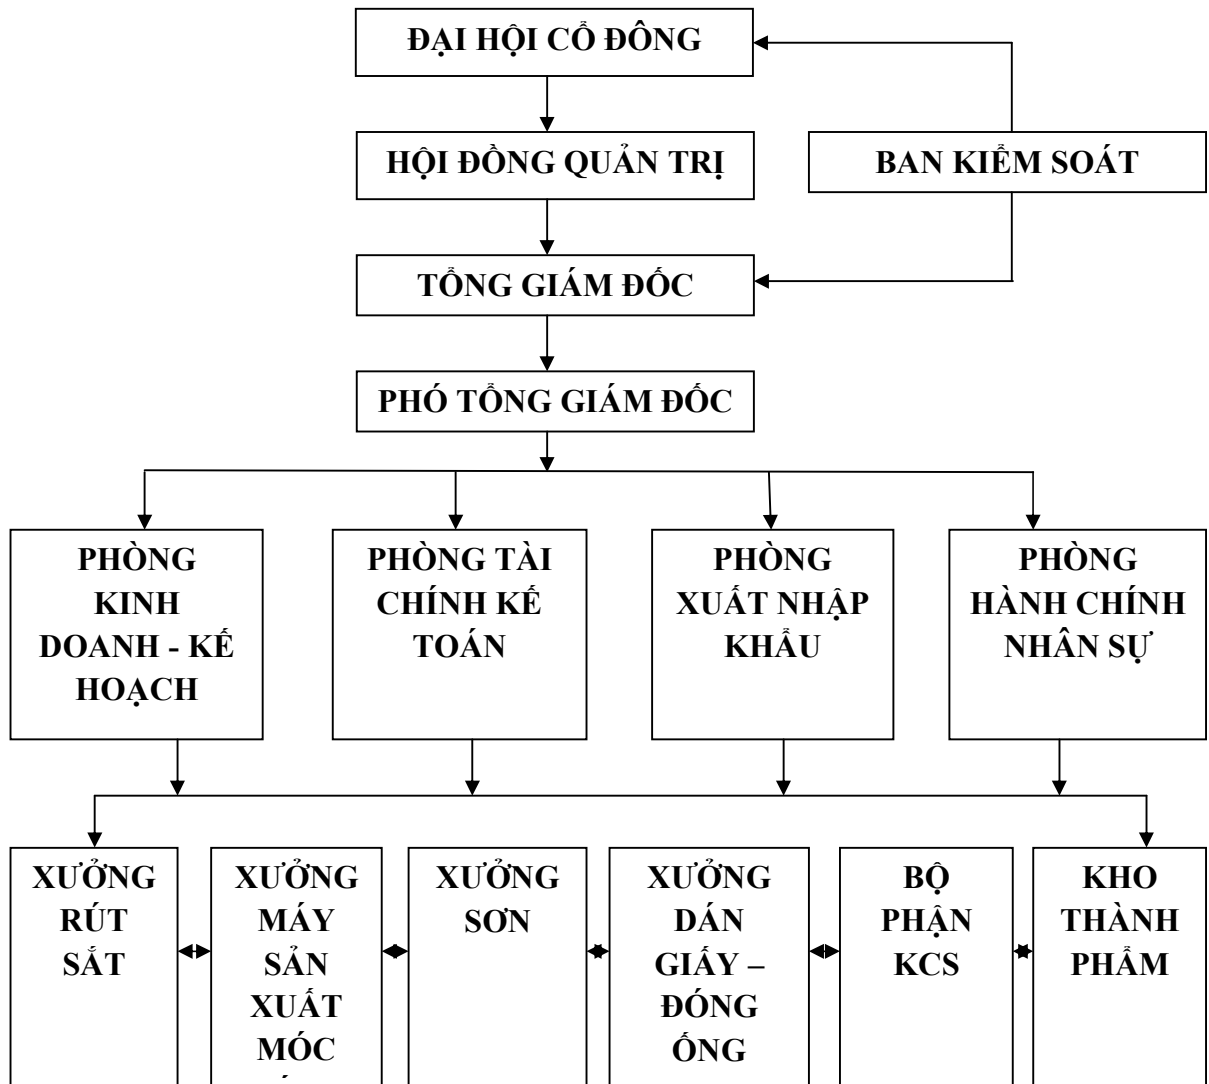 ĐẠI HỘI CỔ ĐÔNG
HỘI ĐỒNG QUẢN TRỊ
BAN KIỂM SOÁT
TỔNG GIÁM ĐỐC
PHÓ TỔNG GIÁM ĐỐC
PHÒNG
KINH
DOANH - KẾ
HOẠCH
PHÒNG TÀI
CHÍNH KẾ
TOÁN
PHÒNG
XUẤT NHẬP
KHẨU
PHÒNG
HÀNH CHÍNH
NHÂN SỰ
XƯỞNG
RÚT
SẮT
XƯỞNG
MÁY
SẢN
XUẤT
MÓC
XƯỞNG
SƠN
XƯỞNG
DÁN
GIẤY –
ĐÓNG
ỐNG
BỘ
PHẬN
KCS
KHO
THÀNH
PHẨM